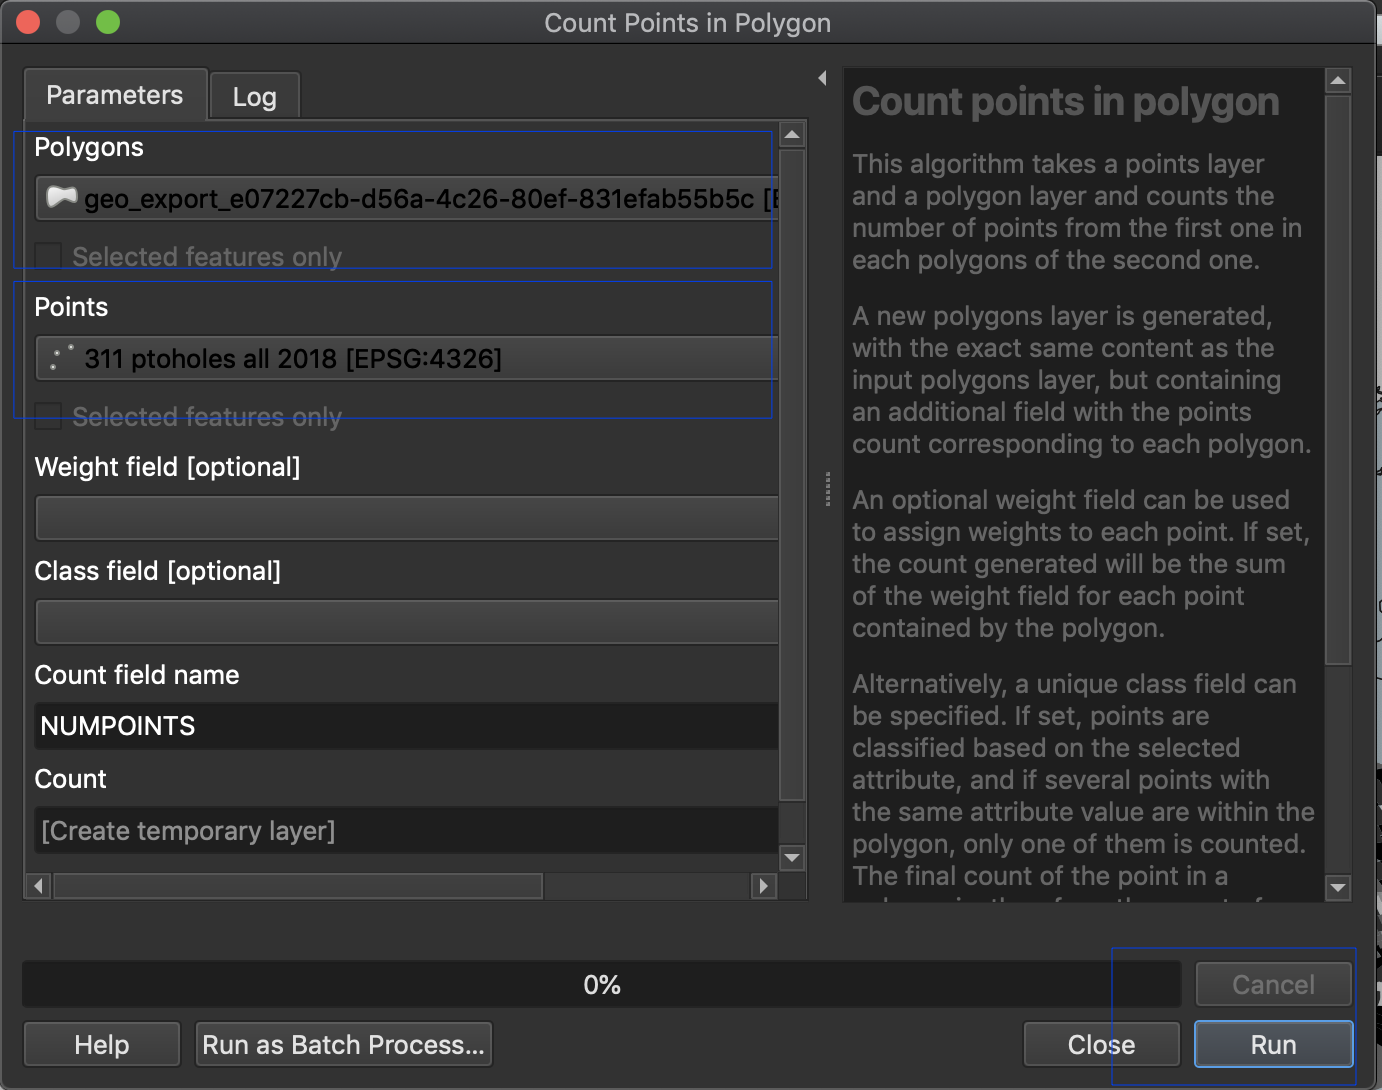 Count Points in Polygon
Parameters
Log
Polygons
geo_export_e07227cb-d56a-4c26-80ef-831efab55b5c [E
Selected features only
Points
311 ptoholes all 2018 [EPSG:4326]
Selected features only
Weight field [optional]
Class field [optional]
Count field name
NUMPOINTS
Count
[Create temporary layer]
Count points in polygon
This algorithm takes a points layer
and a polygon layer and counts the
number of points from the first one in
each polygons of the second one.
A new polygons layer is generated,
with the exact same content as the
input polygons layer, but containing
an additional field with the points
count corresponding to each polygon.
An optional weight field can be used
to assign weights to each point. If set,
the count generated will be the sum
of the weight field for each point
contained by the polygon.
Alternatively, a unique class field can
be specified. If set, points are
classified based on the selected
attribute, and if several points with
the same attribute value are within the
polygon, only one of them is counted.
The final count of the point in a
0%
Cancel
Help
Run as Batch Process...
Close
Run